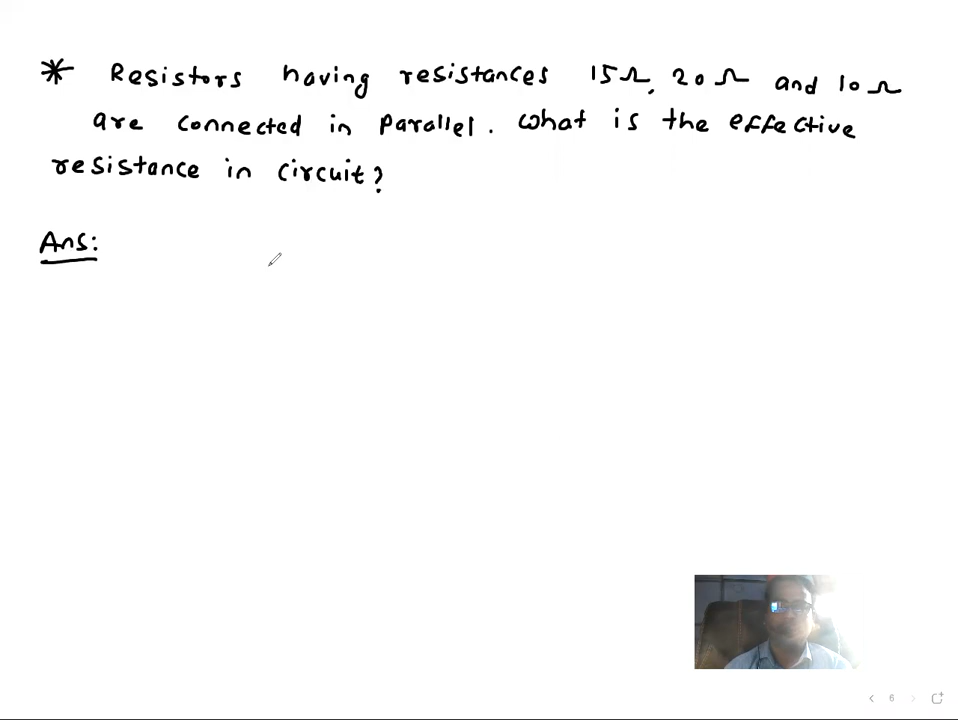 * Resistors having resistances 15Ω, 20Ω and 10Ω
are connected in parallel. What is the effective
resistance in circuit?
Ans:
6